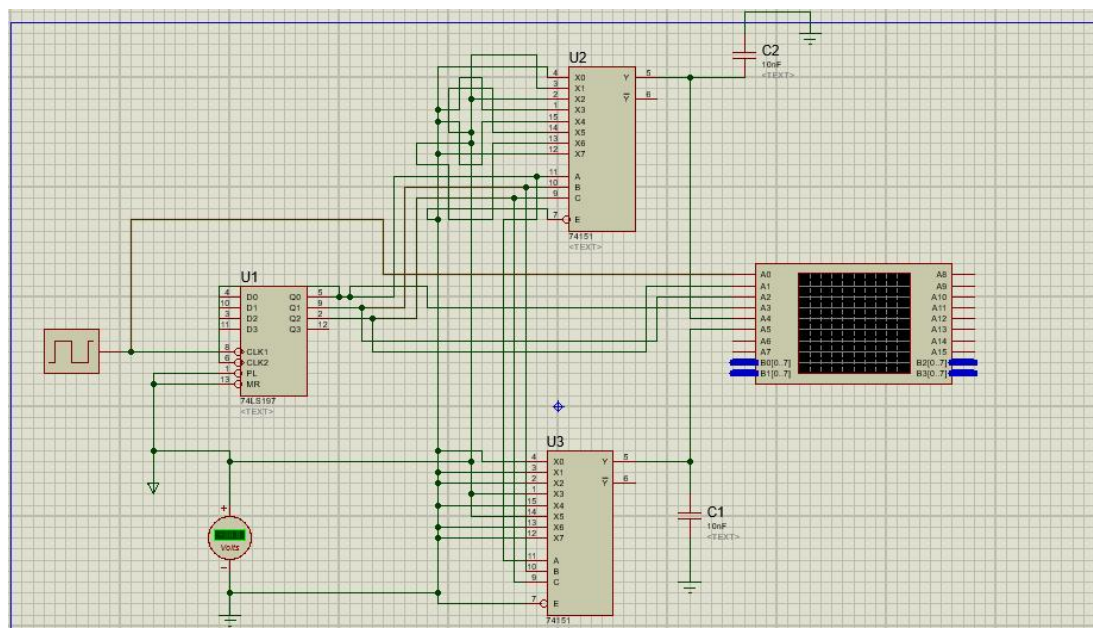 U2
4 X0 Y 5
3 X1
2 X2 Y 6
1 X3
15 X4
14 X5
13 X6
12 X7
11 A
10 B
9 C
7 E
74151
<TEXT>
C2
10nF
<TEXT>
U1
4 D0 Q0 5
10 D1 Q1 9
3 D2 Q2 2
11 D3 Q3 12
8 CLK1
6 CLK2
1 PL
13 MR
74LS197
<TEXT>
A0 A8
A1 A9
A2 A10
A3 A11
A4 A12
A5 A13
A6 A14
A7 A15
B0[0..7] B2[0..7]
B1[0..7] B3[0..7]
U3
4 X0 Y 5
3 X1
2 X2 Y 6
1 X3
15 X4
14 X5
13 X6
12 X7
11 A
10 B
9 C
7 E
74151
C1
10nF
<TEXT>
+
Volts
−